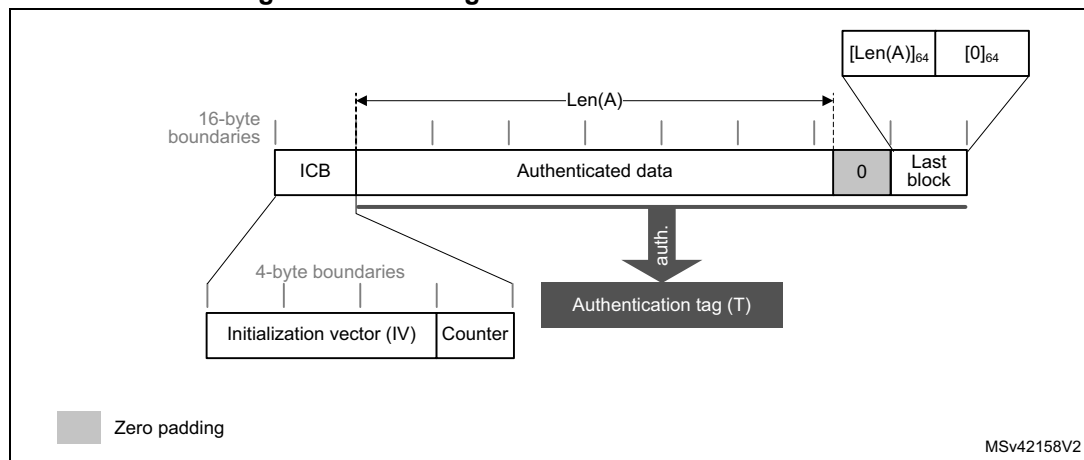 [Len(A)]₆₄ [0]₆₄
Len(A)
16-byte
boundaries
ICB
Authenticated data
0
Last
block
auth.
4-byte boundaries
Authentication tag (T)
Initialization vector (IV)
Counter
Zero padding
MSv42158V2